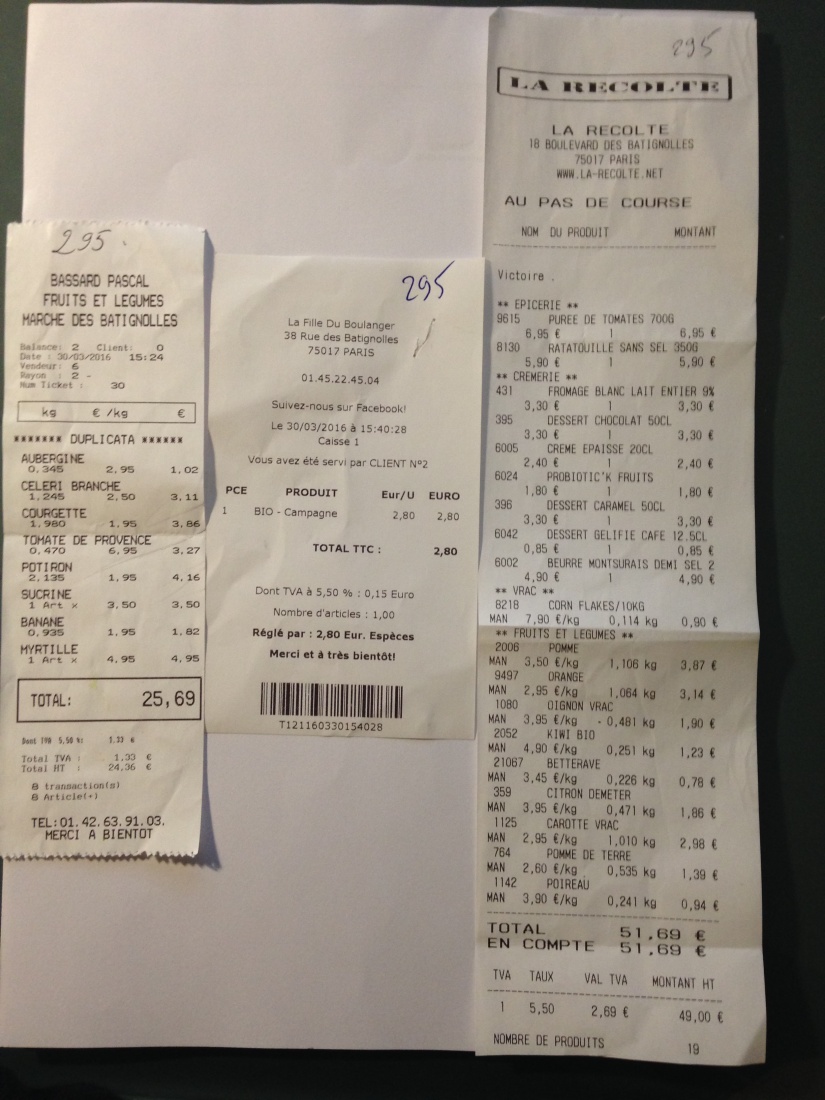 295
BASSARD PASCAL
FRUITS ET LEGUMES
MARCHE DES BATIGNOLLES
Balance: 2 Client: 0
Date : 30/03/2016 15:24
Vendeur: 6
Rayon : 2 -
Num Ticket : 30
kg € /kg €
******* DUPLICATA ******
AUBERGINE
0,345 2,95 1,02
CELERI BRANCHE
1,245 2,50 3,11
COURGETTE
1,980 1,95 3,86
TOMATE DE PROVENCE
0,470 6,95 3,27
POTIRON
2,135 1,95 4,16
SUCRINE
1 Art x 3,50 3,50
BANANE
0,935 1,95 1,82
MYRTILLE
1 Art x 4,95 4,95
TOTAL: 25,69
Dont TVA 5,50 %: 1,33 €
Total TVA : 1,33 €
Total HT : 24,36 €
8 transaction(s)
8 Article(+)
TEL:01.42.63.91.03.
MERCI A BIENTOT
295
La Fille Du Boulanger
38 Rue des Batignolles
75017 PARIS
01.45.22.45.04
Suivez-nous sur Facebook!
Le 30/03/2016 à 15:40:28
Caisse 1
Vous avez été servi par CLIENT N°2
PCE PRODUIT Eur/U EURO
1 BIO - Campagne 2,80 2,80
TOTAL TTC : 2,80
Dont TVA à 5,50 % : 0,15 Euro
Nombre d'articles : 1,00
Réglé par : 2,80 Eur. Espèces
Merci et à très bientôt!
T121160330154028
295
LA RECOLTE
LA RECOLTE
18 BOULEVARD DES BATIGNOLLES
75017 PARIS
WWW.LA-RECOLTE.NET
AU PAS DE COURSE
NOM DU PRODUIT MONTANT
Victoire .
** EPICERIE **
9615 PUREE DE TOMATES 700G
6,95 € 1 6,95 €
8130 RATATOUILLE SANS SEL 350G
5,90 € 1 5,90 €
** CREMERIE **
431 FROMAGE BLANC LAIT ENTIER 9%
3,30 € 1 3,30 €
395 DESSERT CHOCOLAT 50CL
3,30 € 1 3,30 €
6005 CREME EPAISSE 20CL
2,40 € 1 2,40 €
6024 PROBIOTIC'K FRUITS
1,80 € 1 1,80 €
396 DESSERT CARAMEL 50CL
3,30 € 1 3,30 €
6042 DESSERT GELIFIE CAFE 12.5CL
0,85 € 1 0,85 €
6002 BEURRE MONTSURAIS DEMI SEL 2
4,90 € 1 4,90 €
** VRAC **
8218 CORN FLAKES/10KG
MAN 7,90 €/kg 0,114 kg 0,90 €
** FRUITS ET LEGUMES **
2006 POMME
MAN 3,50 €/kg 1,106 kg 3,87 €
9497 ORANGE
MAN 2,95 €/kg 1,064 kg 3,14 €
1080 OIGNON VRAC
MAN 3,95 €/kg 0,481 kg 1,90 €
2052 KIWI BIO
MAN 4,90 €/kg 0,251 kg 1,23 €
21067 BETTERAVE
MAN 3,45 €/kg 0,226 kg 0,78 €
359 CITRON DEMETER
MAN 3,95 €/kg 0,471 kg 1,86 €
1125 CAROTTE VRAC
MAN 2,95 €/kg 1,010 kg 2,98 €
764 POMME DE TERRE
MAN 2,60 €/kg 0,535 kg 1,39 €
1142 POIREAU
MAN 3,90 €/kg 0,241 kg 0,94 €
TOTAL 51,69 €
EN COMPTE 51,69 €
TVA TAUX VAL TVA MONTANT HT
1 5,50 2,69 € 49,00 €
NOMBRE DE PRODUITS 19